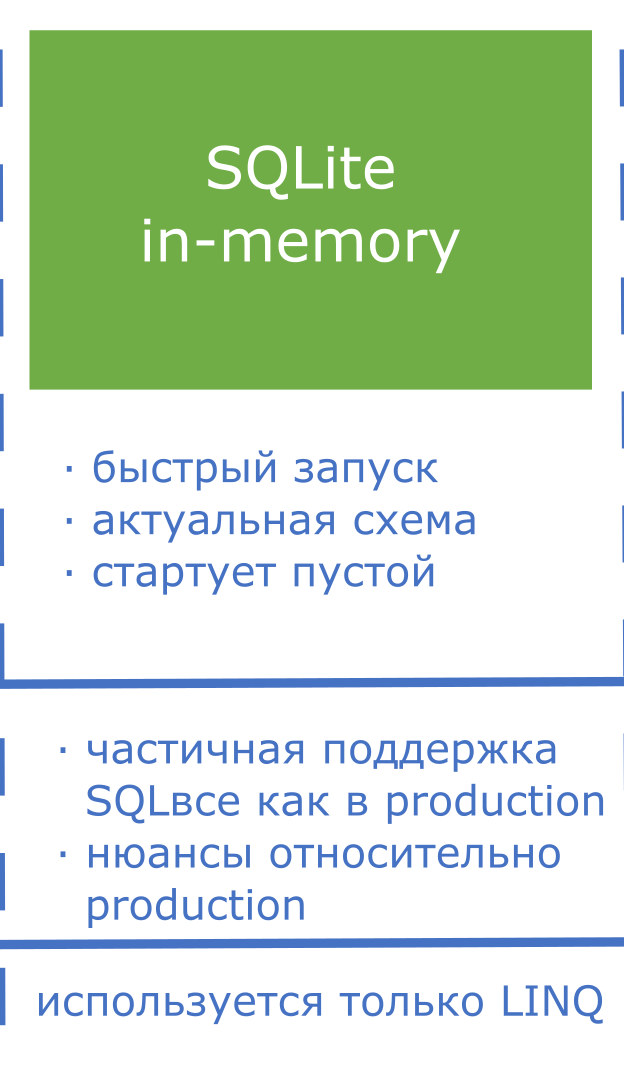 SQLite
in-memory
· быстрый запуск
· актуальная схема
· стартует пустой
· частичная поддержка
SQLвсе как в production
· нюансы относительно
production
используется только LINQ